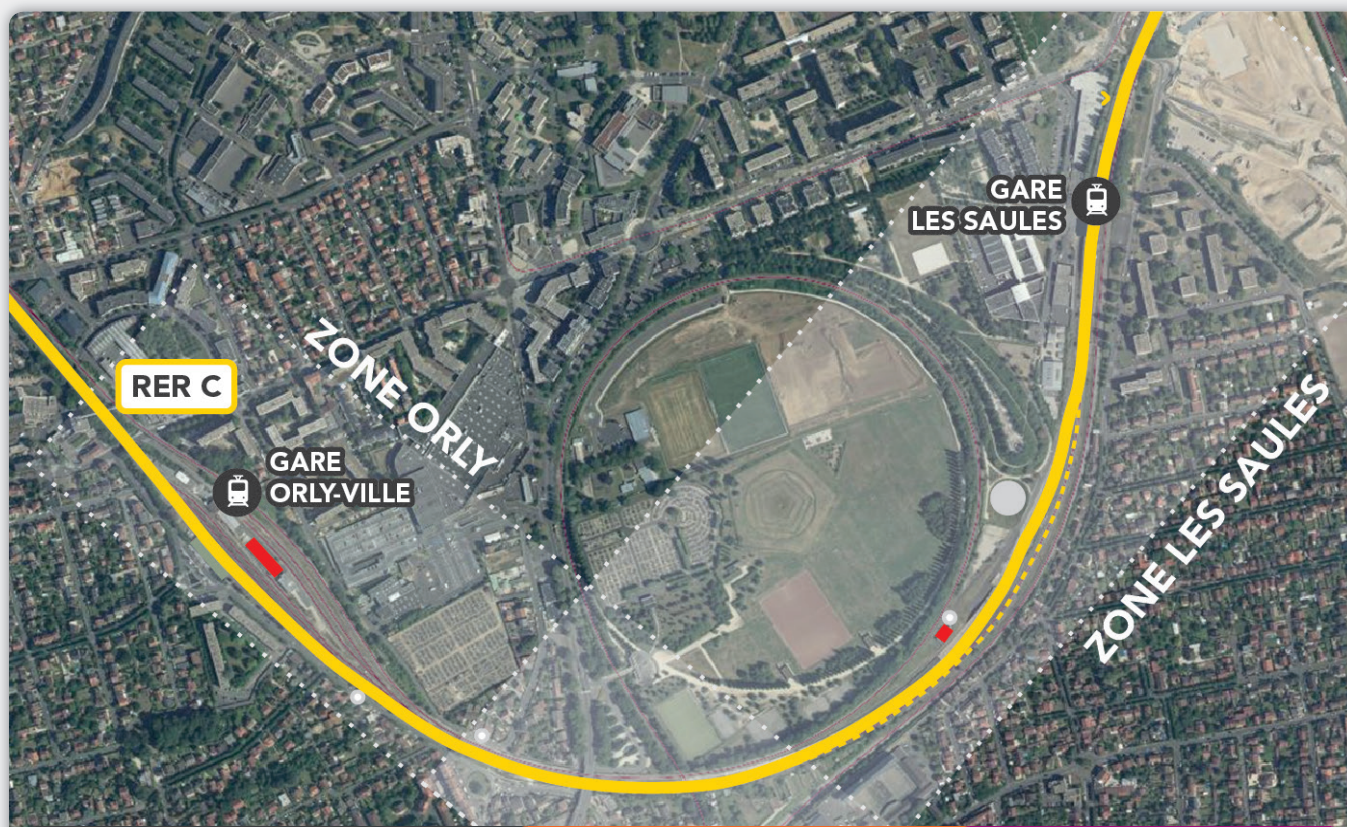 GARE
LES SAULES
ZONE ORLY
RER C
GARE
ORLY-VILLE
ZONE LES SAULES